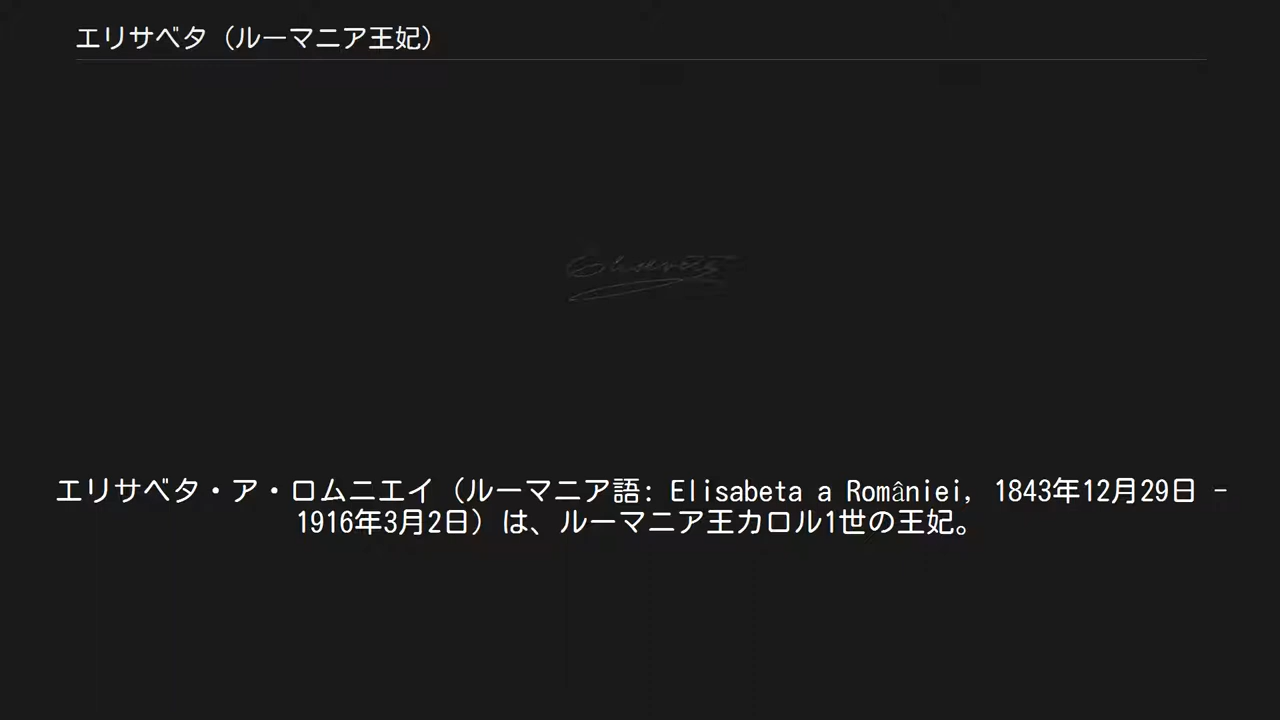 エリサベタ（ルーマニア王妃）
Elisaveta
エリサベタ・ア・ロムニエイ（ルーマニア語: Elisabeta a României, 1843年12月29日 -
1916年3月2日）は、ルーマニア王カロル1世の王妃。